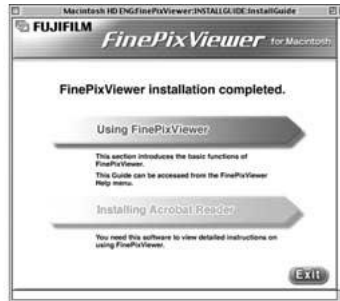 Macintosh HD ENG:FinePixViewer:INSTALLGUIDE:InstallGuide
FUJIFILM
FinePixViewer for Macintosh
FinePixViewer installation completed.
Using FinePixViewer
This section introduces the basic functions of
FinePixViewer.
This Guide can be accessed from the FinePixViewer
Help menu.
Installing Acrobat Reader
You need this software to view detailed instructions on
using FinePixViewer.
Exit